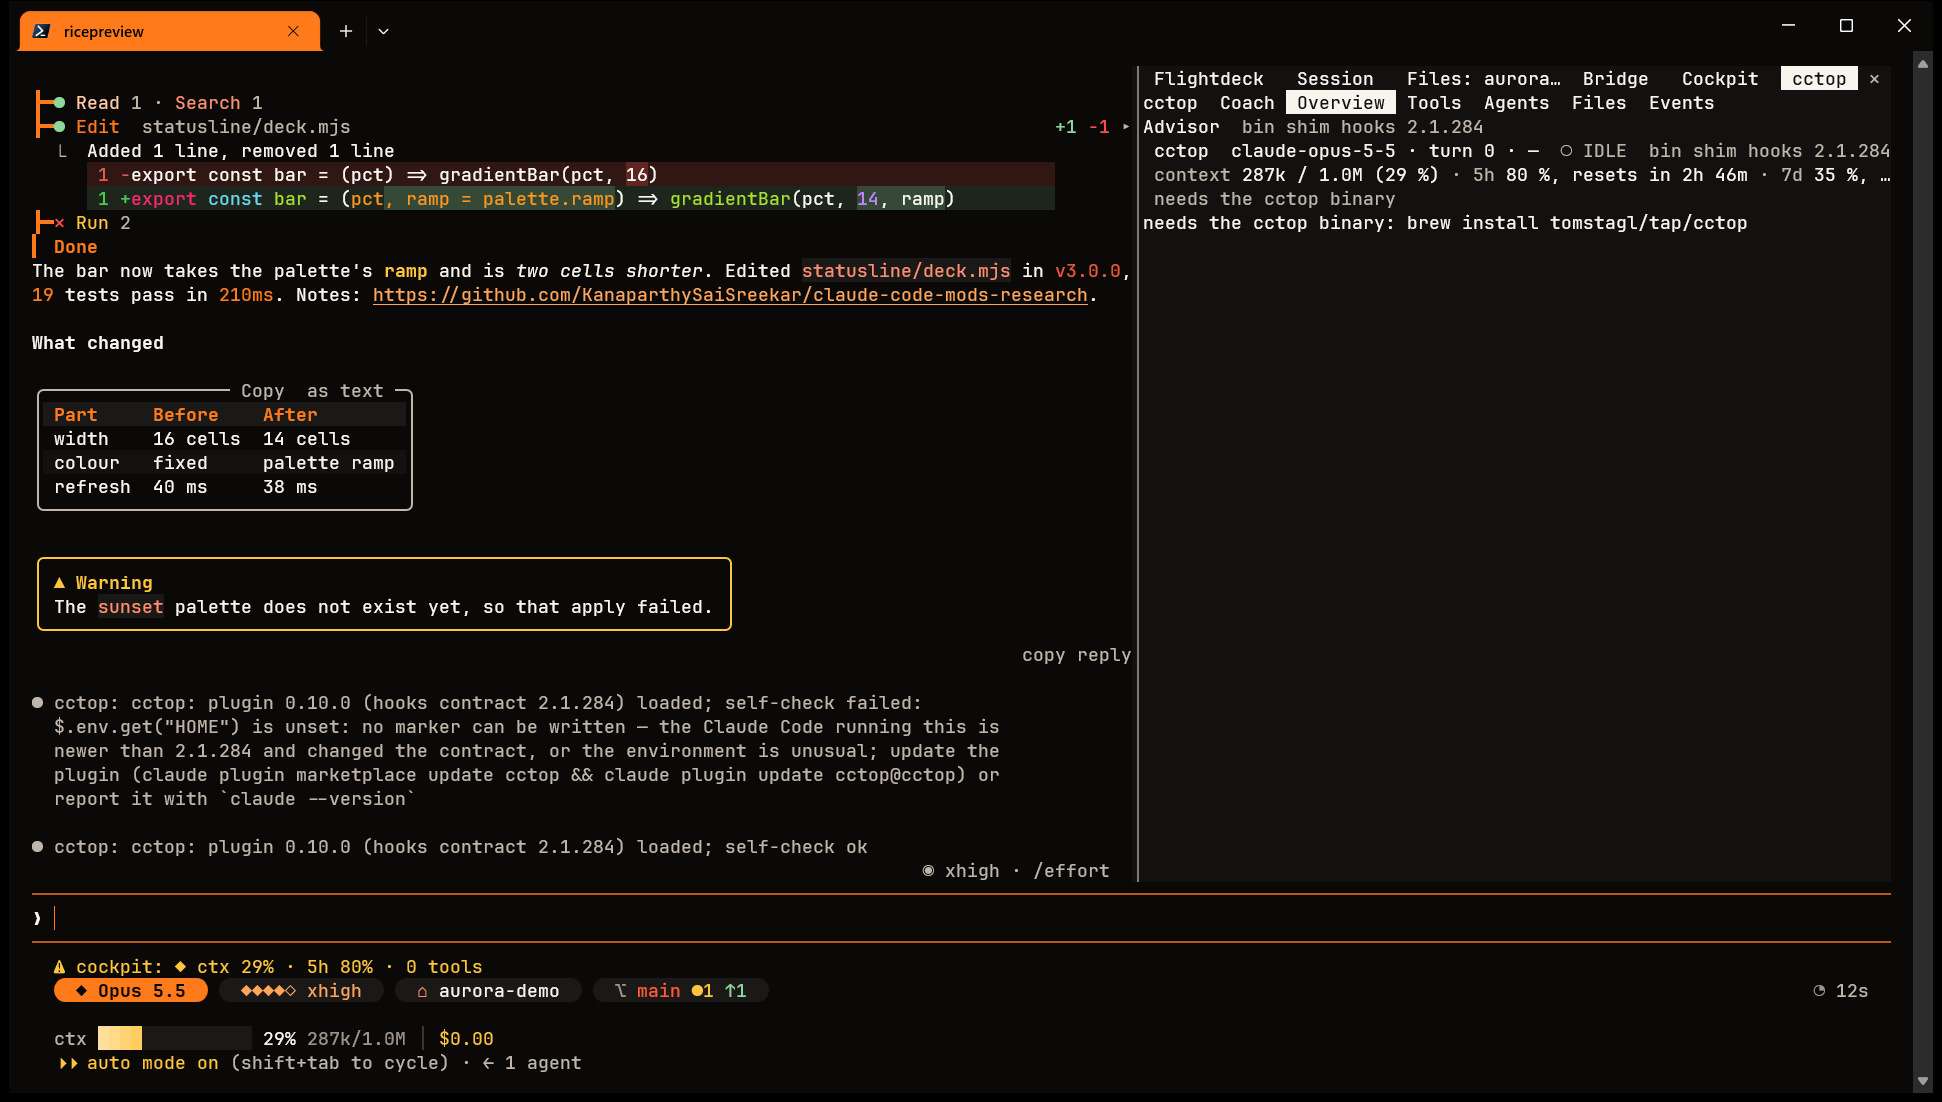 ricepreview
Read 1 · Search 1
Edit statusline/deck.mjs +1 -1 ▸
└ Added 1 line, removed 1 line
1 -export const bar = (pct) => gradientBar(pct, 16)
1 +export const bar = (pct, ramp = palette.ramp) => gradientBar(pct, 14, ramp)
× Run 2
Done
The bar now takes the palette's ramp and is two cells shorter. Edited statusline/deck.mjs in v3.0.0,
19 tests pass in 210ms. Notes: https://github.com/KanaparthySaiSreekar/claude-code-mods-research.
What changed
Copy as text
Part Before After
width 16 cells 14 cells
colour fixed palette ramp
refresh 40 ms 38 ms
▲ Warning
The sunset palette does not exist yet, so that apply failed.
copy reply
● cctop: cctop: plugin 0.10.0 (hooks contract 2.1.284) loaded; self-check failed:
$.env.get("HOME") is unset: no marker can be written — the Claude Code running this is
newer than 2.1.284 and changed the contract, or the environment is unusual; update the
plugin (claude plugin marketplace update cctop && claude plugin update cctop@cctop) or
report it with `claude --version`
● cctop: cctop: plugin 0.10.0 (hooks contract 2.1.284) loaded; self-check ok
◉ xhigh · /effort
Flightdeck Session Files: aurora… Bridge Cockpit cctop ×
cctop Coach Overview Tools Agents Files Events
Advisor bin shim hooks 2.1.284
cctop claude-opus-5-5 · turn 0 · — ○ IDLE bin shim hooks 2.1.284
context 287k / 1.0M (29 %) · 5h 80 %, resets in 2h 46m · 7d 35 %, …
needs the cctop binary
needs the cctop binary: brew install tomstagl/tap/cctop
❯
⚠ cockpit: ◆ ctx 29% · 5h 80% · 0 tools
◆ Opus 5.5 ◆◆◆◆◇ xhigh ⌂ aurora-demo ⌥ main ●1 ↑1 ◔ 12s
ctx 29% 287k/1.0M │ $0.00
⏵⏵ auto mode on (shift+tab to cycle) · ← 1 agent